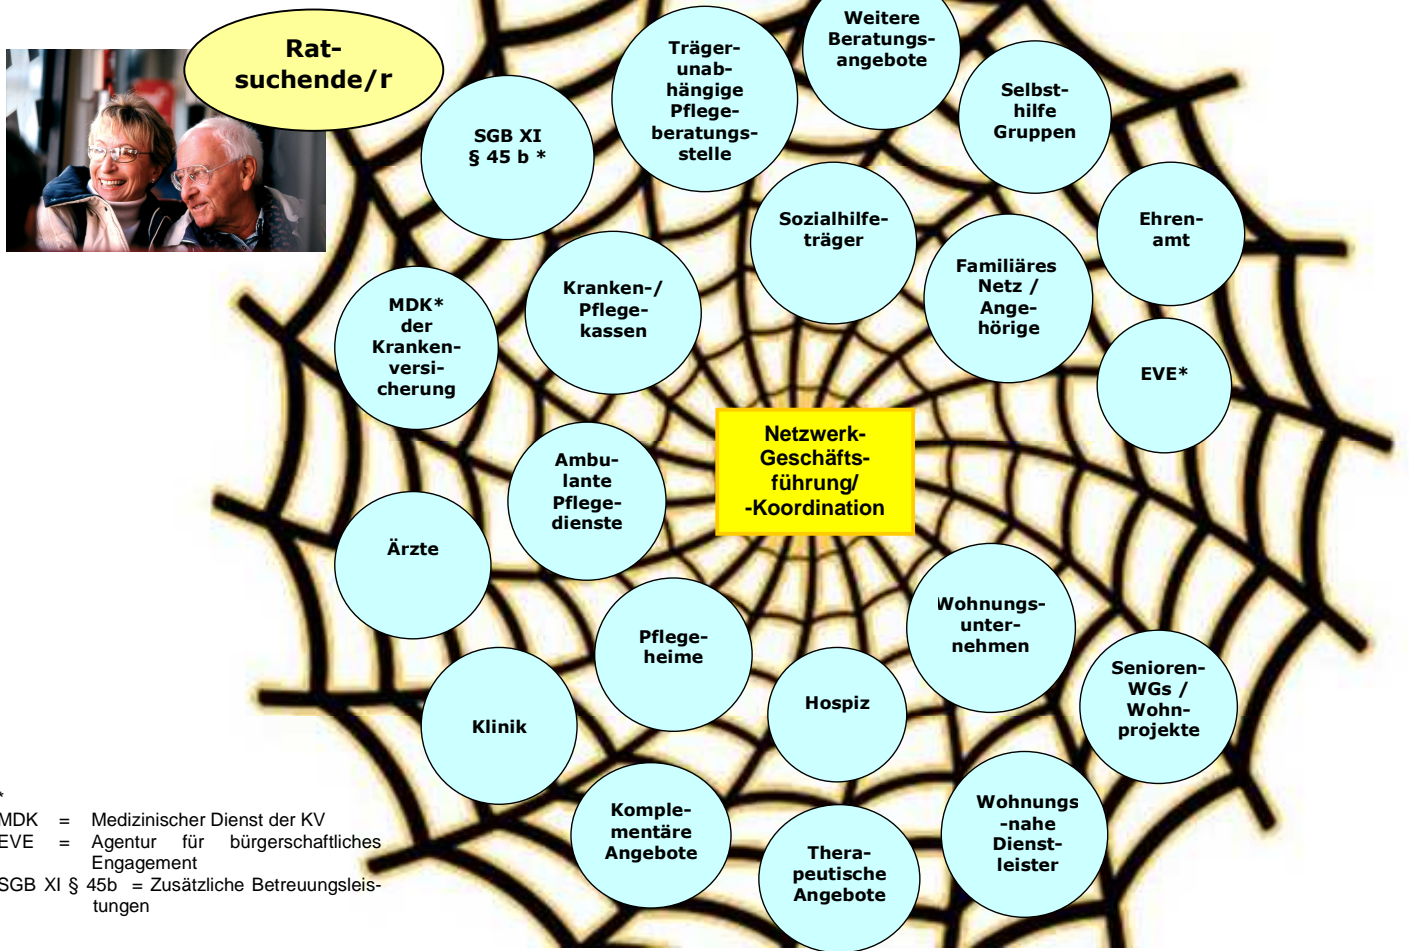 Rat-
suchende/r
Weitere
Beratungs-
angebote
Träger-
unab-
hängige
Pflege-
beratungs-
stelle
Selbst-
hilfe
Gruppen
SGB XI
§ 45 b *
Sozialhilfe-
träger
Ehren-
amt
Familiäres
Netz /
Ange-
hörige
Kranken-/
Pflege-
kassen
MDK*
der
Kranken-
versi-
cherung
EVE*
Netzwerk-
Geschäfts-
führung/
-Koordination
Ambu-
lante
Pflege-
dienste
Ärzte
Wohnungs-
unter-
nehmen
Pflege-
heime
Senioren-
WGs /
Wohn-
projekte
Hospiz
Klinik
Wohnungs
-nahe
Dienst-
leister
Komple-
mentäre
Angebote
Thera-
peutische
Angebote
*
MDK = Medizinischer Dienst der KV
EVE = Agentur für bürgerschaftliches
Engagement
SGB XI § 45b = Zusätzliche Betreuungsleis-
tungen